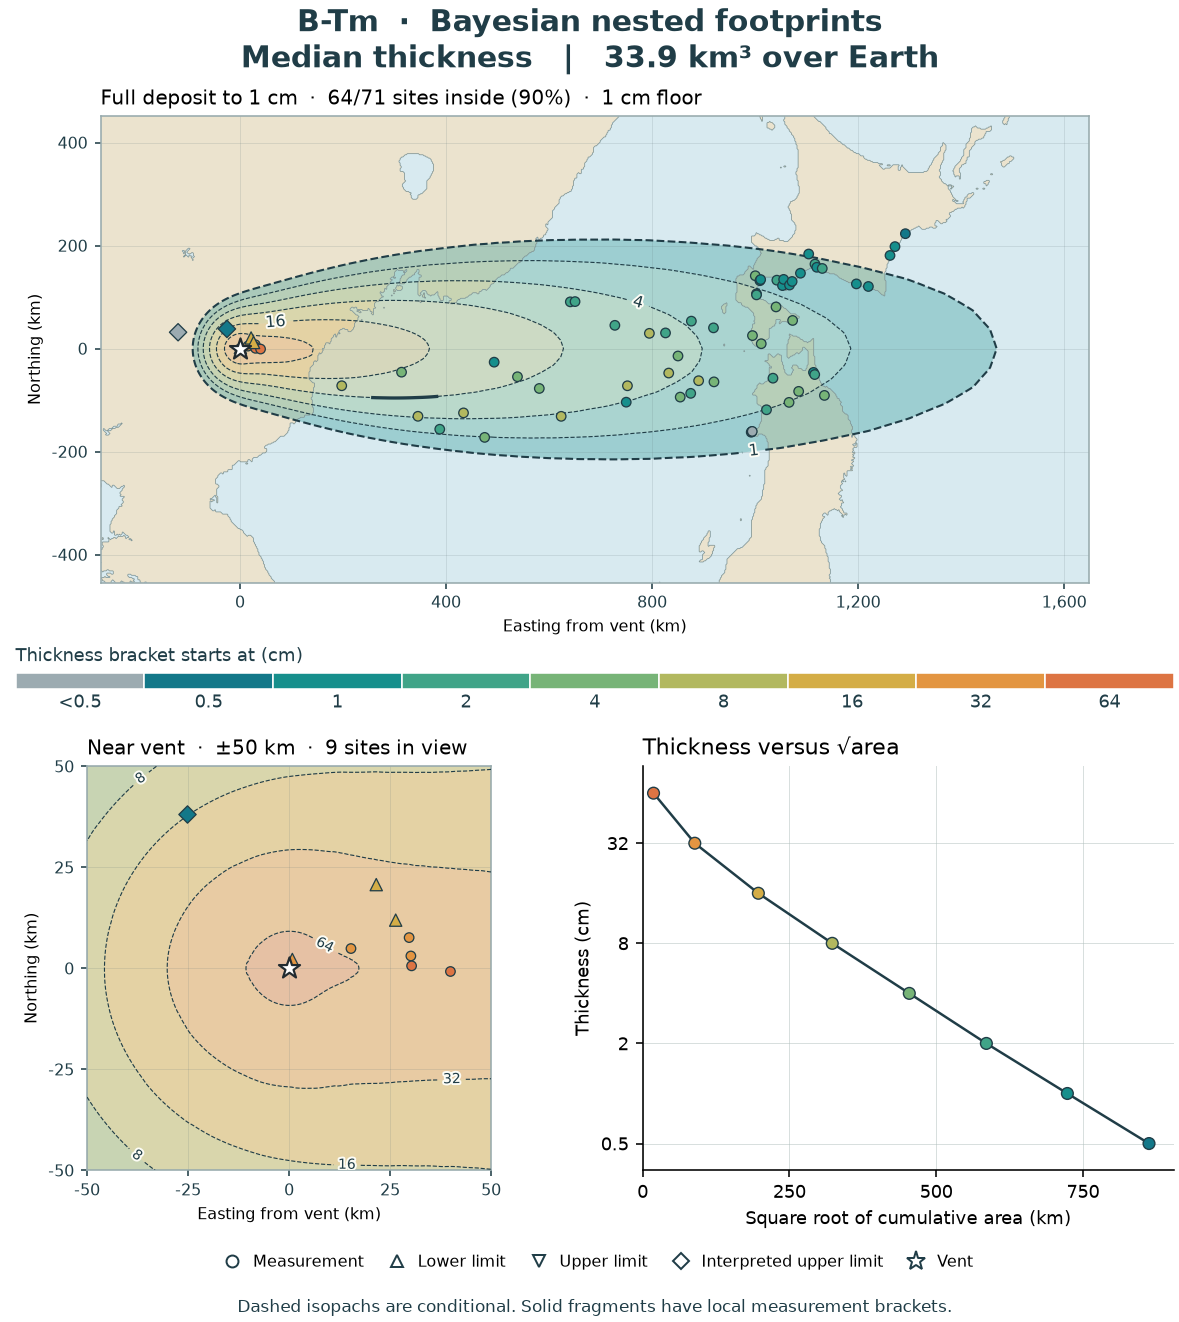 B-Tm · Bayesian nested footprints
Median thickness | 33.9 km³ over Earth
Full deposit to 1 cm · 64/71 sites inside (90%) · 1 cm floor
400
200
0
-200
-400
Northing (km)
16
4
1
0
400
800
1,200
1,600
Easting from vent (km)
Thickness bracket starts at (cm)
<0.5
0.5
1
2
4
8
16
32
64
Near vent · ±50 km · 9 sites in view
50
25
0
-25
-50
Northing (km)
8
64
32
16
8
-50
-25
0
25
50
Easting from vent (km)
Thickness versus √area
32
8
2
0.5
Thickness (cm)
0
250
500
750
Square root of cumulative area (km)
Measurement
Lower limit
Upper limit
Interpreted upper limit
Vent
Dashed isopachs are conditional. Solid fragments have local measurement brackets.